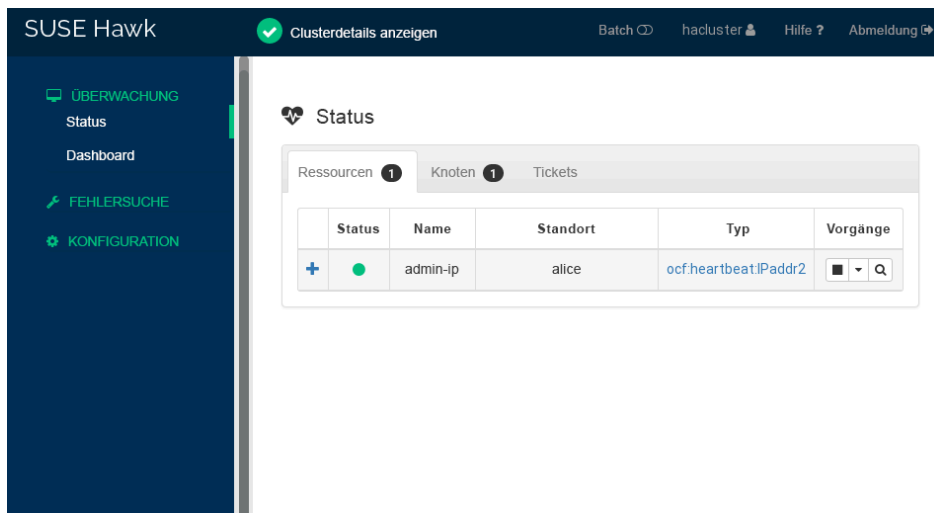 SUSE Hawk
Clusterdetails anzeigen
Batch
hacluster
Hilfe ?
Abmeldung
ÜBERWACHUNG
Status
Dashboard
FEHLERSUCHE
KONFIGURATION
Status
Ressourcen 1 Knoten 1 Tickets
Status Name Standort Typ Vorgänge
admin-ip alice ocf:heartbeat:IPaddr2